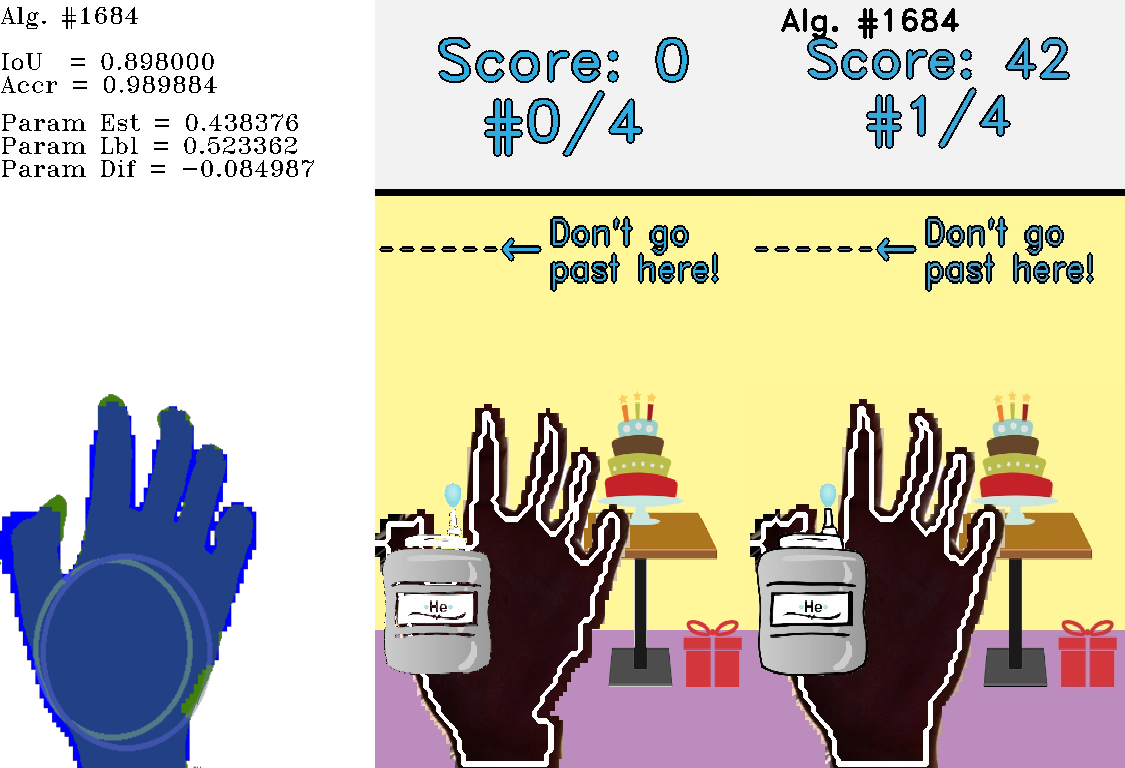 Alg. #1684
IoU = 0.898000
Accr = 0.989884
Param Est = 0.438376
Param Lbl = 0.523362
Param Dif = −0.084987
Score: 0
#0/4
------← Don't go
past here!
·He·
Alg. #1684
Score: 42
#1/4
------← Don't go
past here!
·He·